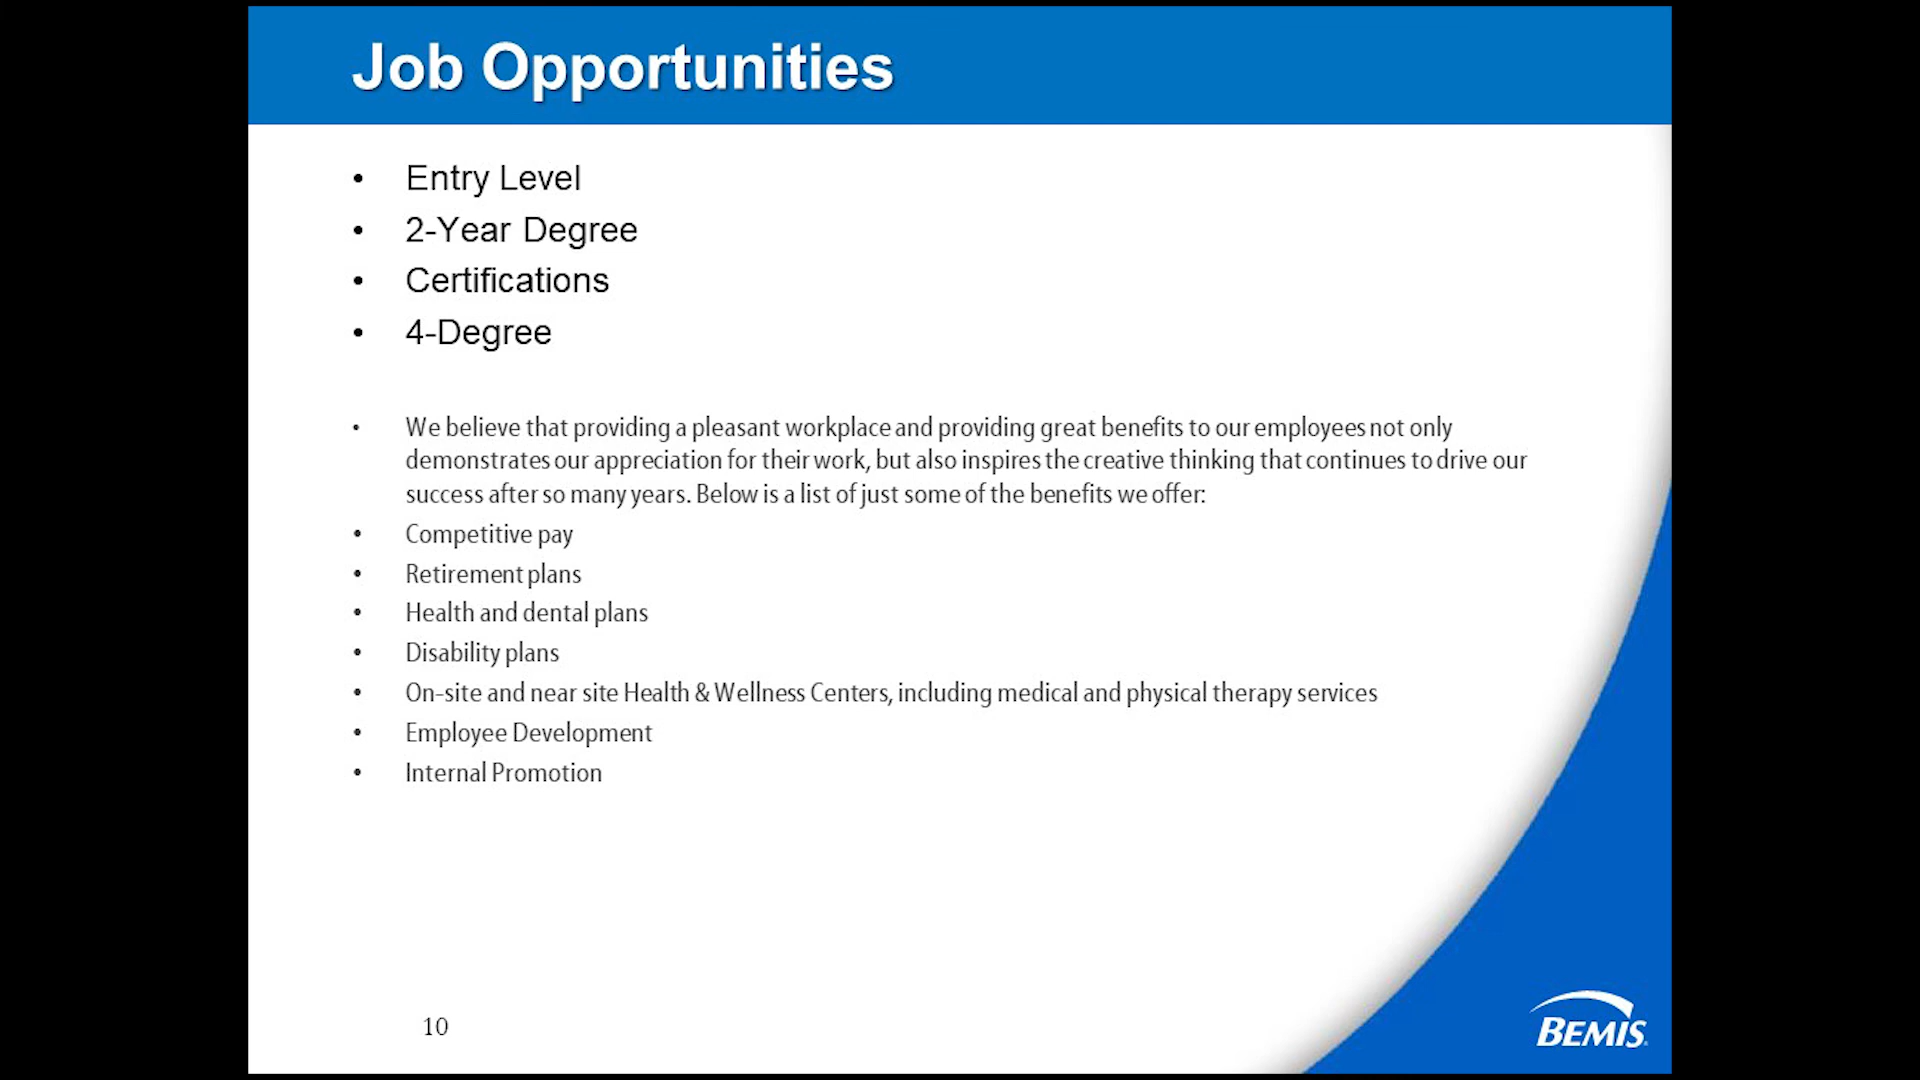 Job Opportunities
• Entry Level
• 2-Year Degree
• Certifications
• 4-Degree
• We believe that providing a pleasant workplace and providing great benefits to our employees not only
demonstrates our appreciation for their work, but also inspires the creative thinking that continues to drive our
success after so many years. Below is a list of just some of the benefits we offer:
• Competitive pay
• Retirement plans
• Health and dental plans
• Disability plans
• On-site and near site Health & Wellness Centers, including medical and physical therapy services
• Employee Development
• Internal Promotion
10
BEMIS